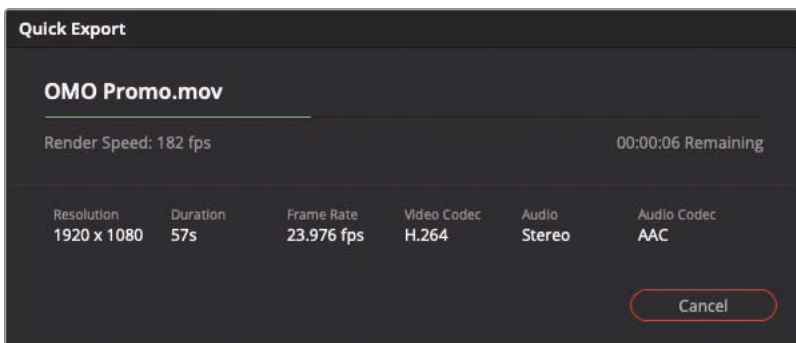 Quick Export
OMO Promo.mov
Render Speed: 182 fps 00:00:06 Remaining
Resolution Duration Frame Rate Video Codec Audio Audio Codec
1920 x 1080 57s 23.976 fps H.264 Stereo AAC
Cancel